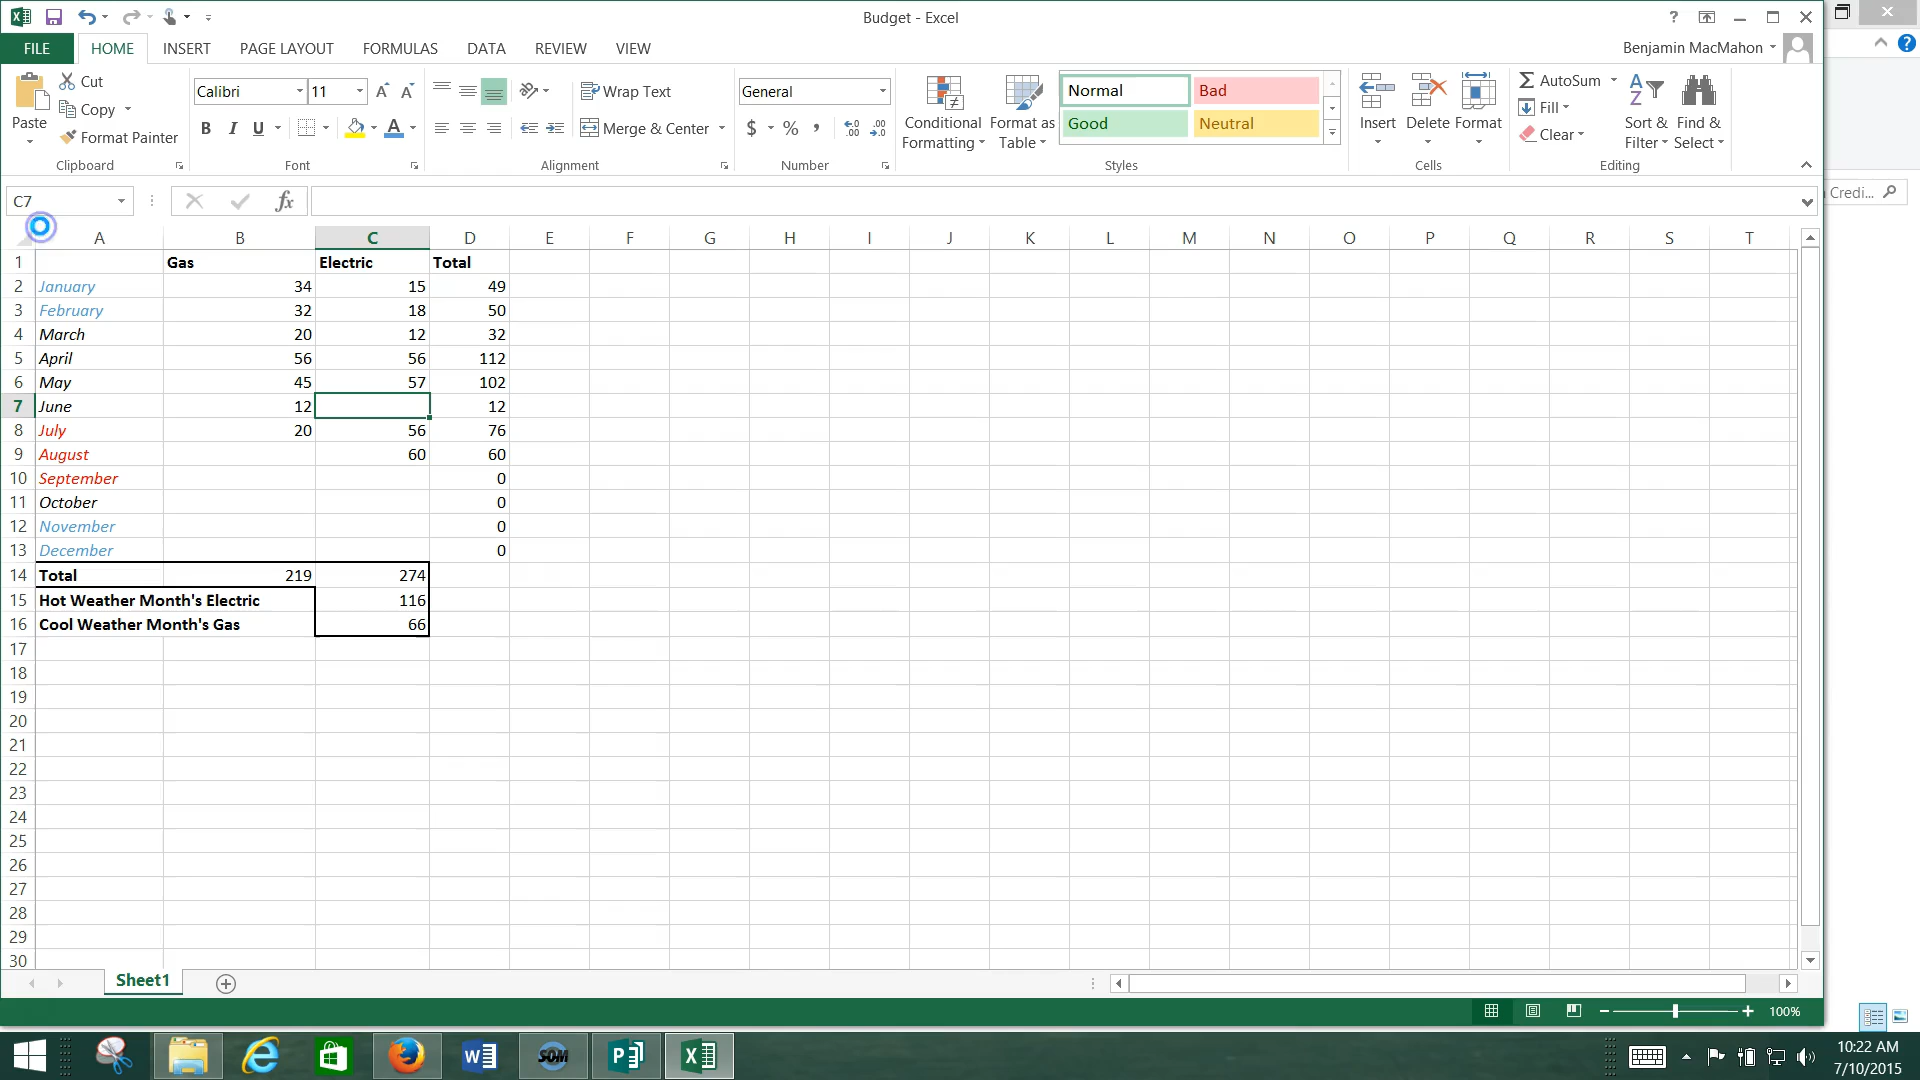 Budget - Excel
FILE HOME INSERT PAGE LAYOUT FORMULAS DATA REVIEW VIEW Benjamin MacMahon
Paste Cut Copy Format Painter Clipboard
Calibri 11 B I U Font
Wrap Text Merge & Center Alignment
General $ % , Number
Conditional Formatting Format as Table
Normal Bad Good Neutral Styles
Insert Delete Format Cells
AutoSum Fill Clear Sort & Filter Find & Select Editing
C7 fx Credi...
A B C D E F G H I J K L M N O P Q R S T
1 Gas Electric Total
2 January 34 15 49
3 February 32 18 50
4 March 20 12 32
5 April 56 56 112
6 May 45 57 102
7 June 12 12
8 July 20 56 76
9 August 60 60
10 September 0
11 October 0
12 November 0
13 December 0
14 Total 219 274
15 Hot Weather Month's Electric 116
16 Cool Weather Month's Gas 66
17
18
19
20
21
22
23
24
25
26
27
28
29
30
Sheet1
100%
SOM
10:22 AM
7/10/2015